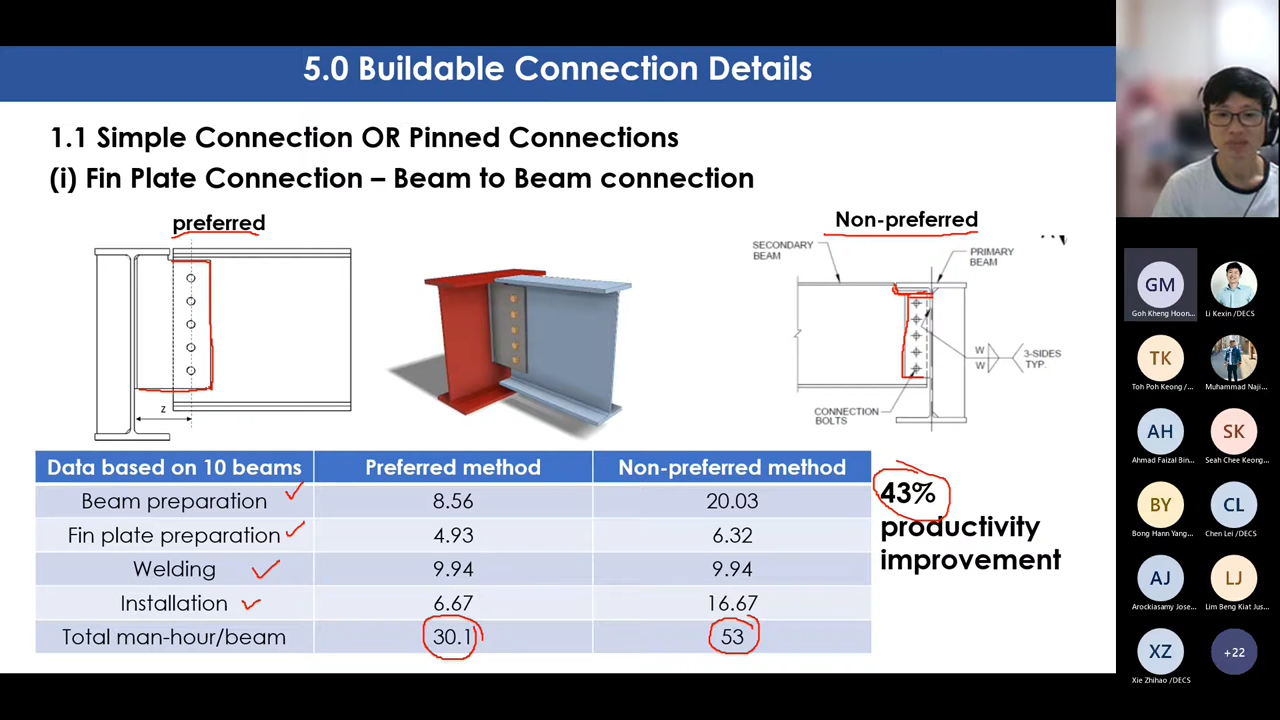 5.0 Buildable Connection Details
1.1 Simple Connection OR Pinned Connections
(i) Fin Plate Connection – Beam to Beam connection
preferred
Non-preferred
SECONDARY
BEAM
PRIMARY
BEAM
W
W
3-SIDES
TYP.
CONNECTION
BOLTS
z
Data based on 10 beams Preferred method Non-preferred method
Beam preparation 8.56 20.03
Fin plate preparation 4.93 6.32
Welding 9.94 9.94
Installation 6.67 16.67
Total man-hour/beam 30.1 53
43%
productivity
improvement
GM
Goh Kheng Hoon...
Li Kexin /DECS
TK
Toh Poh Keong /...
Muhammad Naji...
AH
Ahmad Faizal Bin...
SK
Seah Chee Keong...
BY
Bong Hann Yang...
CL
Chen Lei /DECS
AJ
Arockiasamy Jose...
LJ
Lim Beng Kiat Jus...
XZ
Xie Zhihao /DECS
+22